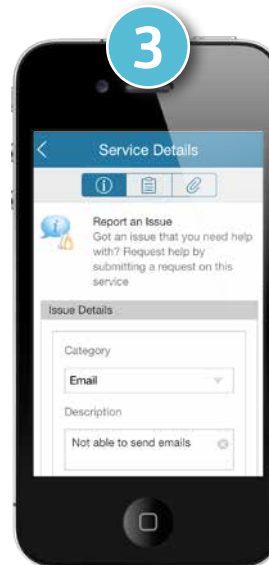 3
Service Details
Report an Issue
Got an issue that you need help
with? Request help by
submitting a request on this
service
Issue Details
Category
Email
Description
Not able to send emails